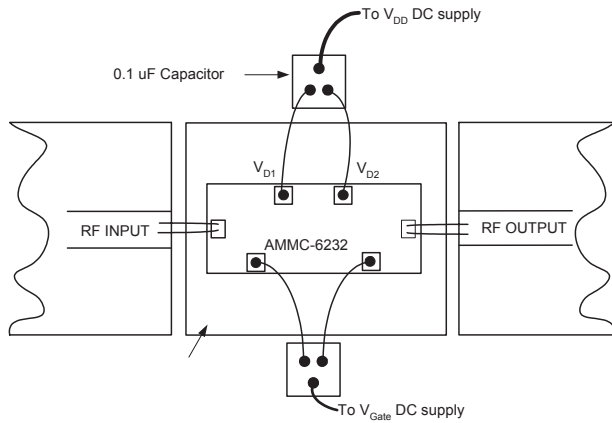 To V_DD DC supply
0.1 uF Capacitor
V_D1
V_D2
RF INPUT
AMMC-6232
RF OUTPUT
To V_Gate DC supply